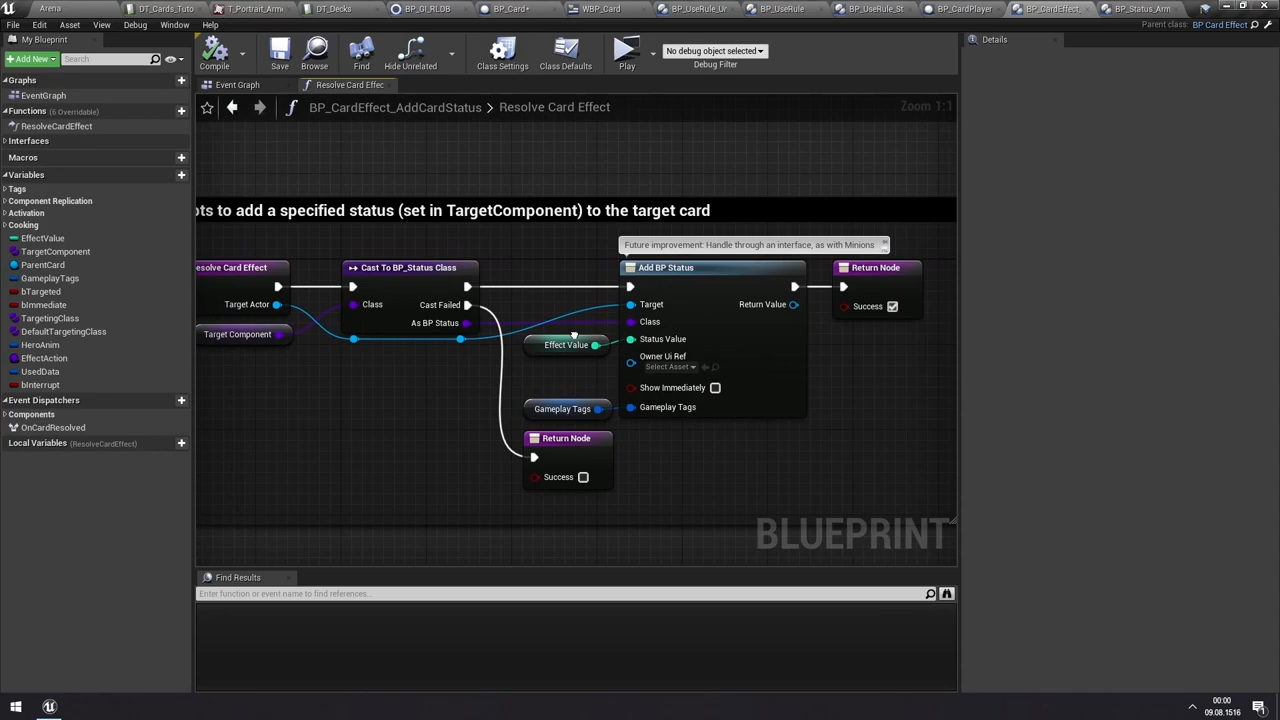 Arena
DT_Cards_Tuto
T_Portrait_Arm
DT_Decks
BP_GI_RLDB
BP_Card•
WBP_Card
BP_UseRule_Ur
BP_UseRule
BP_UseRule_St
BP_CardPlayer
BP_CardEffect_
BP_Status_Arm
File Edit Asset View Debug Window Help
Parent class: BP Card Effect
My Blueprint
Details
+Add New
Search
Compile
Save
Browse
Find
Hide Unrelated
Class Settings
Class Defaults
Play
No debug object selected
Debug Filter
Graphs
EventGraph
Functions (6 Overridable)
ResolveCardEffect
Interfaces
Macros
Variables
Tags
Component Replication
Activation
Cooking
EffectValue
TargetComponent
ParentCard
GameplayTags
bTargeted
bImmediate
TargetingClass
DefaultTargetingClass
HeroAnim
EffectAction
UsedData
bInterrupt
Event Dispatchers
Components
OnCardResolved
Local Variables (ResolveCardEffect)
Event Graph
Resolve Card Effec
BP_CardEffect_AddCardStatus > Resolve Card Effect
Zoom 1:1
pts to add a specified status (set in TargetComponent) to the target card
Future improvement: Handle through an interface, as with Minions
esolve Card Effect
Target Actor
Target Component
Cast To BP_Status Class
Class
Cast Failed
As BP Status
Effect Value
Gameplay Tags
Add BP Status
Target
Return Value
Class
Status Value
Owner Ui Ref
Select Asset
Show Immediately
Gameplay Tags
Return Node
Success
Return Node
Success
BLUEPRINT
Find Results
Enter function or event name to find references...
00:00
09.08.1516
1